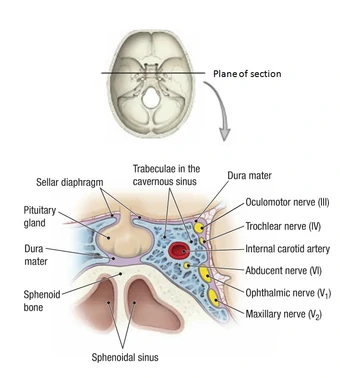 Plane of section
Trabeculae in the
cavernous sinus
Dura mater
Sellar diaphragm
Oculomotor nerve (III)
Pituitary
gland
Trochlear nerve (IV)
Internal carotid artery
Dura
mater
Abducent nerve (VI)
Ophthalmic nerve (V₁)
Sphenoid
bone
Maxillary nerve (V₂)
Sphenoidal sinus